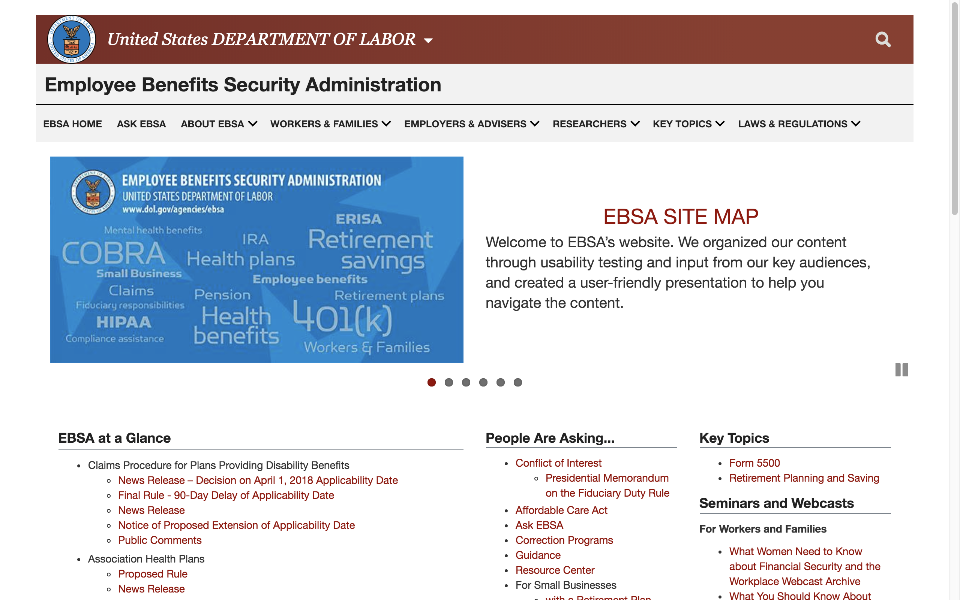 United States DEPARTMENT OF LABOR
Employee Benefits Security Administration
EBSA HOME ASK EBSA ABOUT EBSA WORKERS & FAMILIES EMPLOYERS & ADVISERS RESEARCHERS KEY TOPICS LAWS & REGULATIONS
EMPLOYEE BENEFITS SECURITY ADMINISTRATION
UNITED STATES DEPARTMENT OF LABOR
www.dol.gov/agencies/ebsa
ERISA
Mental health benefits
COBRA
IRA
Retirement
savings
Health plans
Small Business
Employee benefits
Claims
Pension
Retirement plans
Fiduciary responsibilities
HIPAA
Health
benefits
401(k)
Compliance assistance
Workers & Families
EBSA SITE MAP
Welcome to EBSA's website. We organized our content
through usability testing and input from our key audiences,
and created a user-friendly presentation to help you
navigate the content.
EBSA at a Glance
Claims Procedure for Plans Providing Disability Benefits
News Release – Decision on April 1, 2018 Applicability Date
Final Rule - 90-Day Delay of Applicability Date
News Release
Notice of Proposed Extension of Applicability Date
Public Comments
Association Health Plans
Proposed Rule
News Release
People Are Asking...
Conflict of Interest
Presidential Memorandum
on the Fiduciary Duty Rule
Affordable Care Act
Ask EBSA
Correction Programs
Guidance
Resource Center
For Small Businesses
with a Retirement Plan
Key Topics
Form 5500
Retirement Planning and Saving
Seminars and Webcasts
For Workers and Families
What Women Need to Know
about Financial Security and the
Workplace Webcast Archive
What You Should Know About